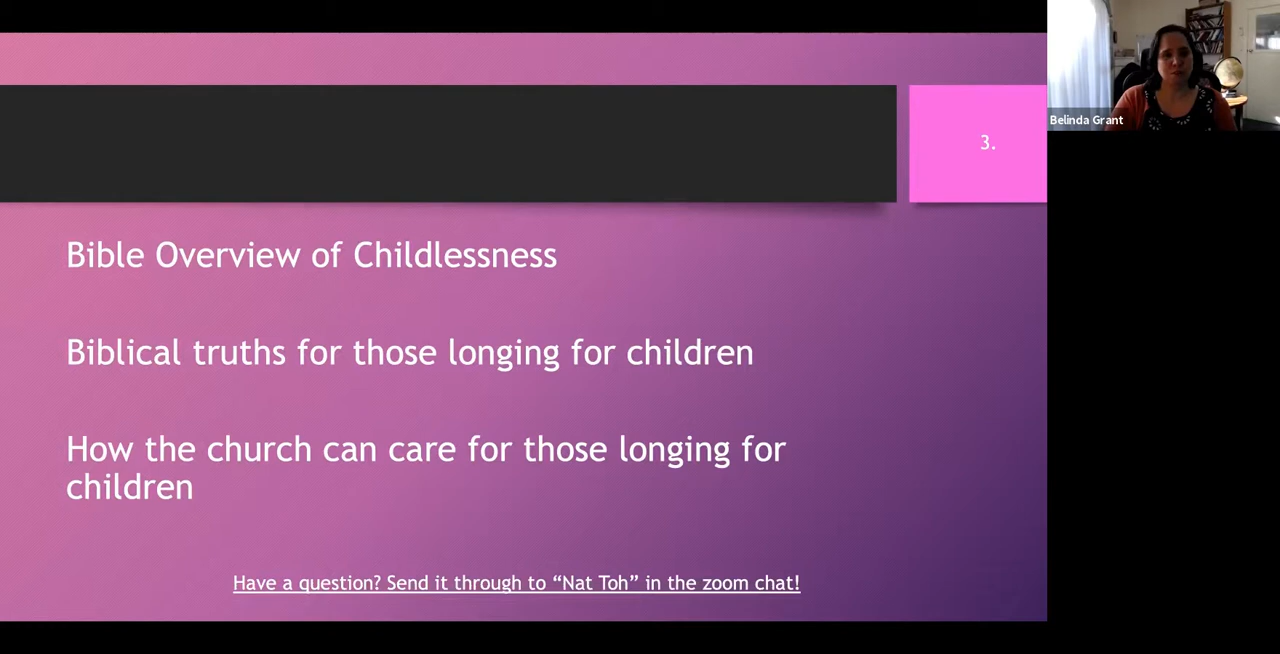 3.
Belinda Grant
Bible Overview of Childlessness
Biblical truths for those longing for children
How the church can care for those longing for
children
Have a question? Send it through to “Nat Toh” in the zoom chat!